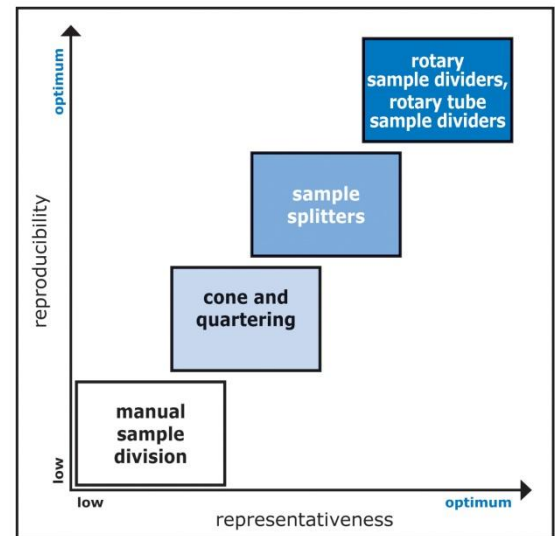 optimum
rotary
sample dividers,
rotary tube
sample dividers
sample
splitters
reproducibility
cone and
quartering
manual
sample
division
low
low
optimum
representativeness